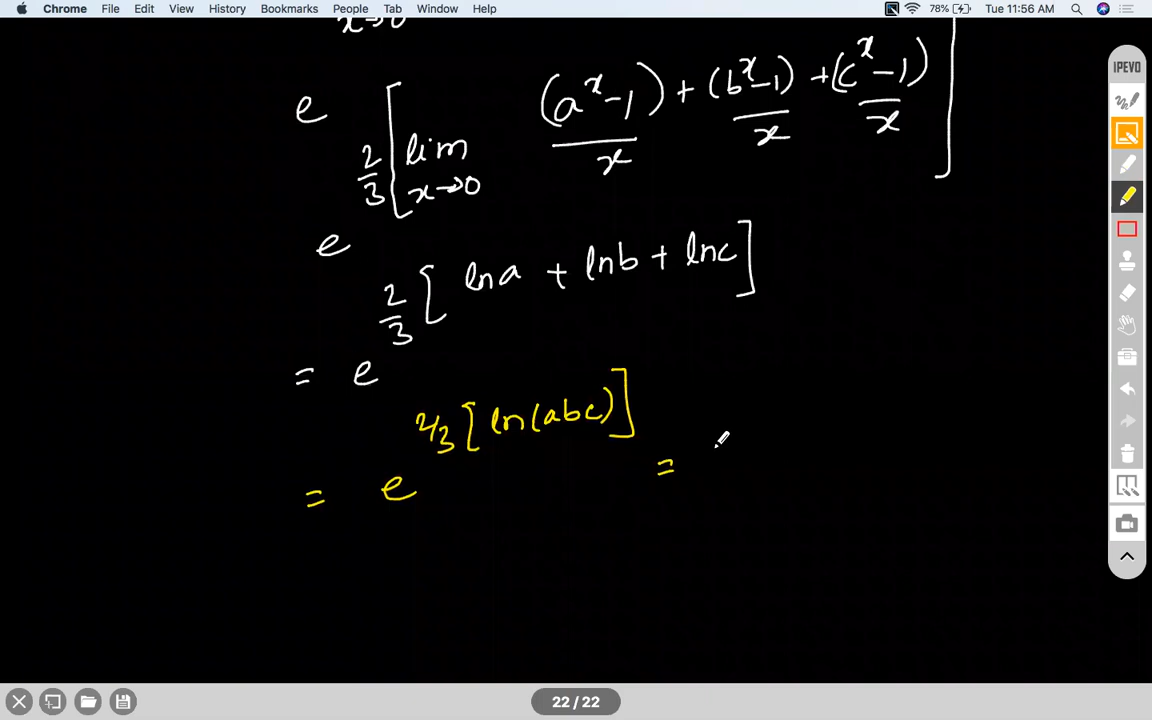 Chrome File Edit View History Bookmarks People Tab Window Help 78% Tue 11:56 AM
x→0
IPEVO
(a^x-1)/x + (b^x-1)/x + (c^x-1)/x ]
e
2/3 [ lim x→0
e
2/3 [ ln a + ln b + ln c ]
= e
2/3 [ ln(abc) ]
= e =
22 / 22